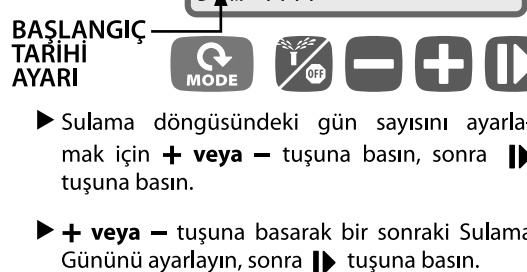 BAŞLANGIÇ
TARİHİ
AYARI
MODE
OFF
▶ Sulama döngüsündeki gün sayısını ayarla-
mak için + veya – tuşuna basın, sonra
tuşuna basın.
▶ + veya – tuşuna basarak bir sonraki Sulama
Gününü ayarlayın, sonra tuşuna basın.